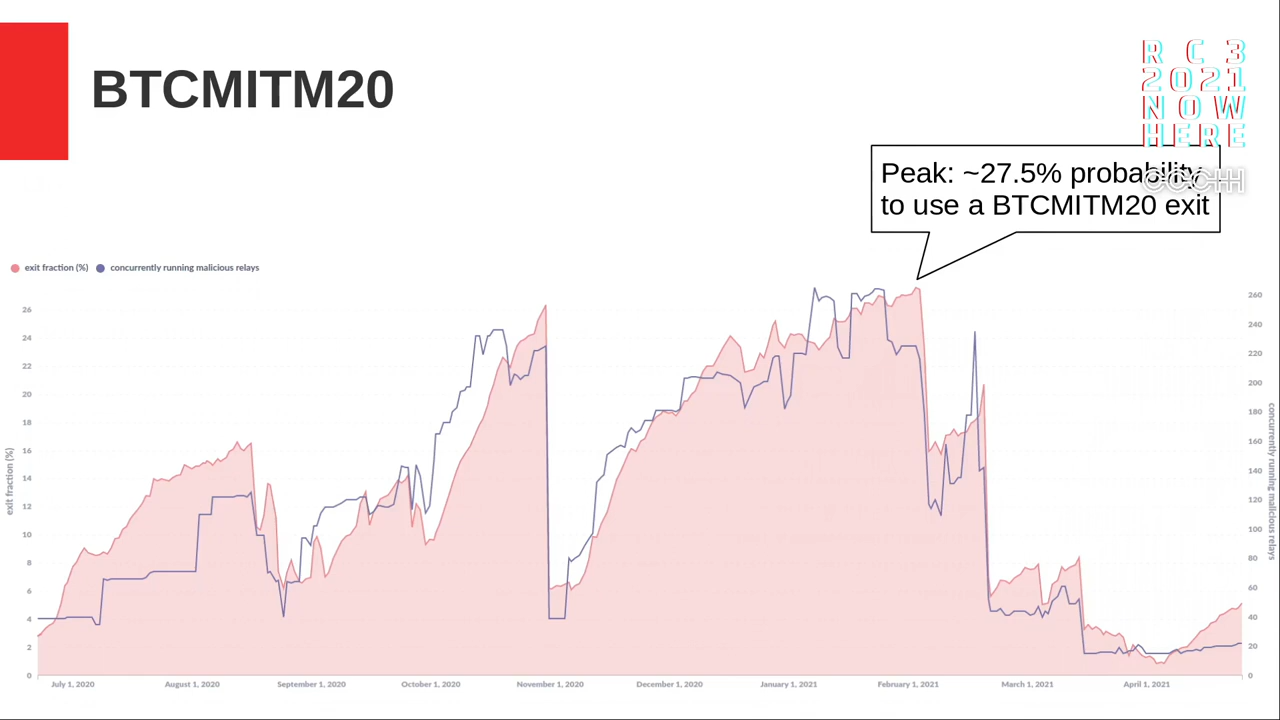 BTCMITM20
R C 3
2021
NOW
HERE
CCCHH
Peak: ~27.5% probability
to use a BTCMITM20 exit
exit fraction (%) concurrently running malicious relays
26
24
22
20
18
16
14
12
10
8
6
4
2
0
exit fraction (%)
260
240
220
200
180
160
140
120
100
80
60
40
20
0
concurrently running malicious relays
July 1, 2020 August 1, 2020 September 1, 2020 October 1, 2020 November 1, 2020 December 1, 2020 January 1, 2021 February 1, 2021 March 1, 2021 April 1, 2021